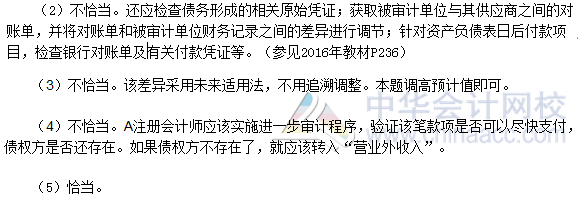 （2）不恰当。还应检查债务形成的相关原始凭证；获取被审计单位与其供应商之间的对
账单，并将对账单和被审计单位财务记录之间的差异进行调节；针对资产负债表日后付款项
目，检查银行对账单及有关付款凭证等。（参见2016年教材P236）
（3）不恰当。该差异采用未来适用法，不用追溯调整。本题调高预计值即可。
（4）不恰当。A注册会计师应该实施进一步审计程序，验证该笔款项是否可以尽快支付，
债权方是否还存在。如果债权方不存在了，就应该转入“营业外收入”。
（5）恰当。
中华会计网校
www.chinaacc.com